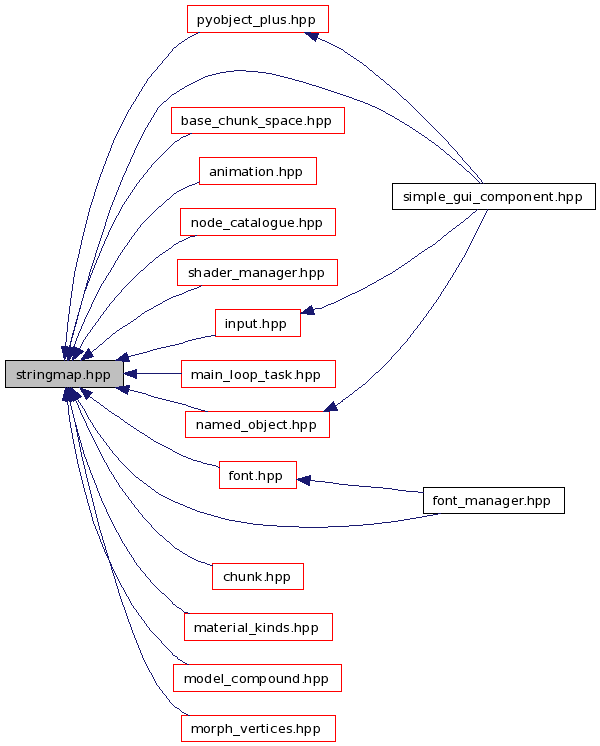 pyobject_plus.hpp
base_chunk_space.hpp
animation.hpp
simple_gui_component.hpp
node_catalogue.hpp
shader_manager.hpp
input.hpp
stringmap.hpp
main_loop_task.hpp
named_object.hpp
font.hpp
font_manager.hpp
chunk.hpp
material_kinds.hpp
model_compound.hpp
morph_vertices.hpp